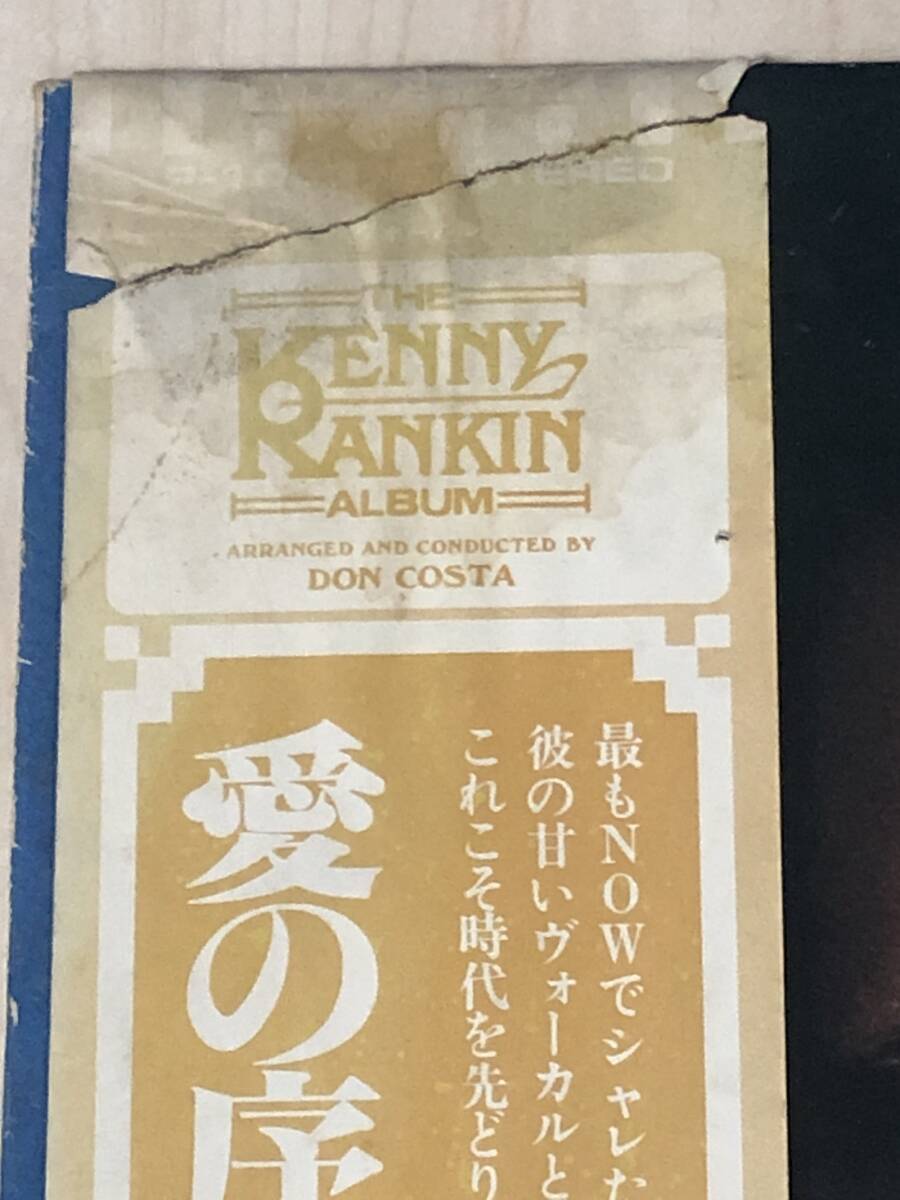 THE
KENNY
RANKIN
ALBUM
ARRANGED AND CONDUCTED BY
DON COSTA
最もNOWでシャレた
彼の甘いヴォーカルと
これこそ時代を先どり
愛の序